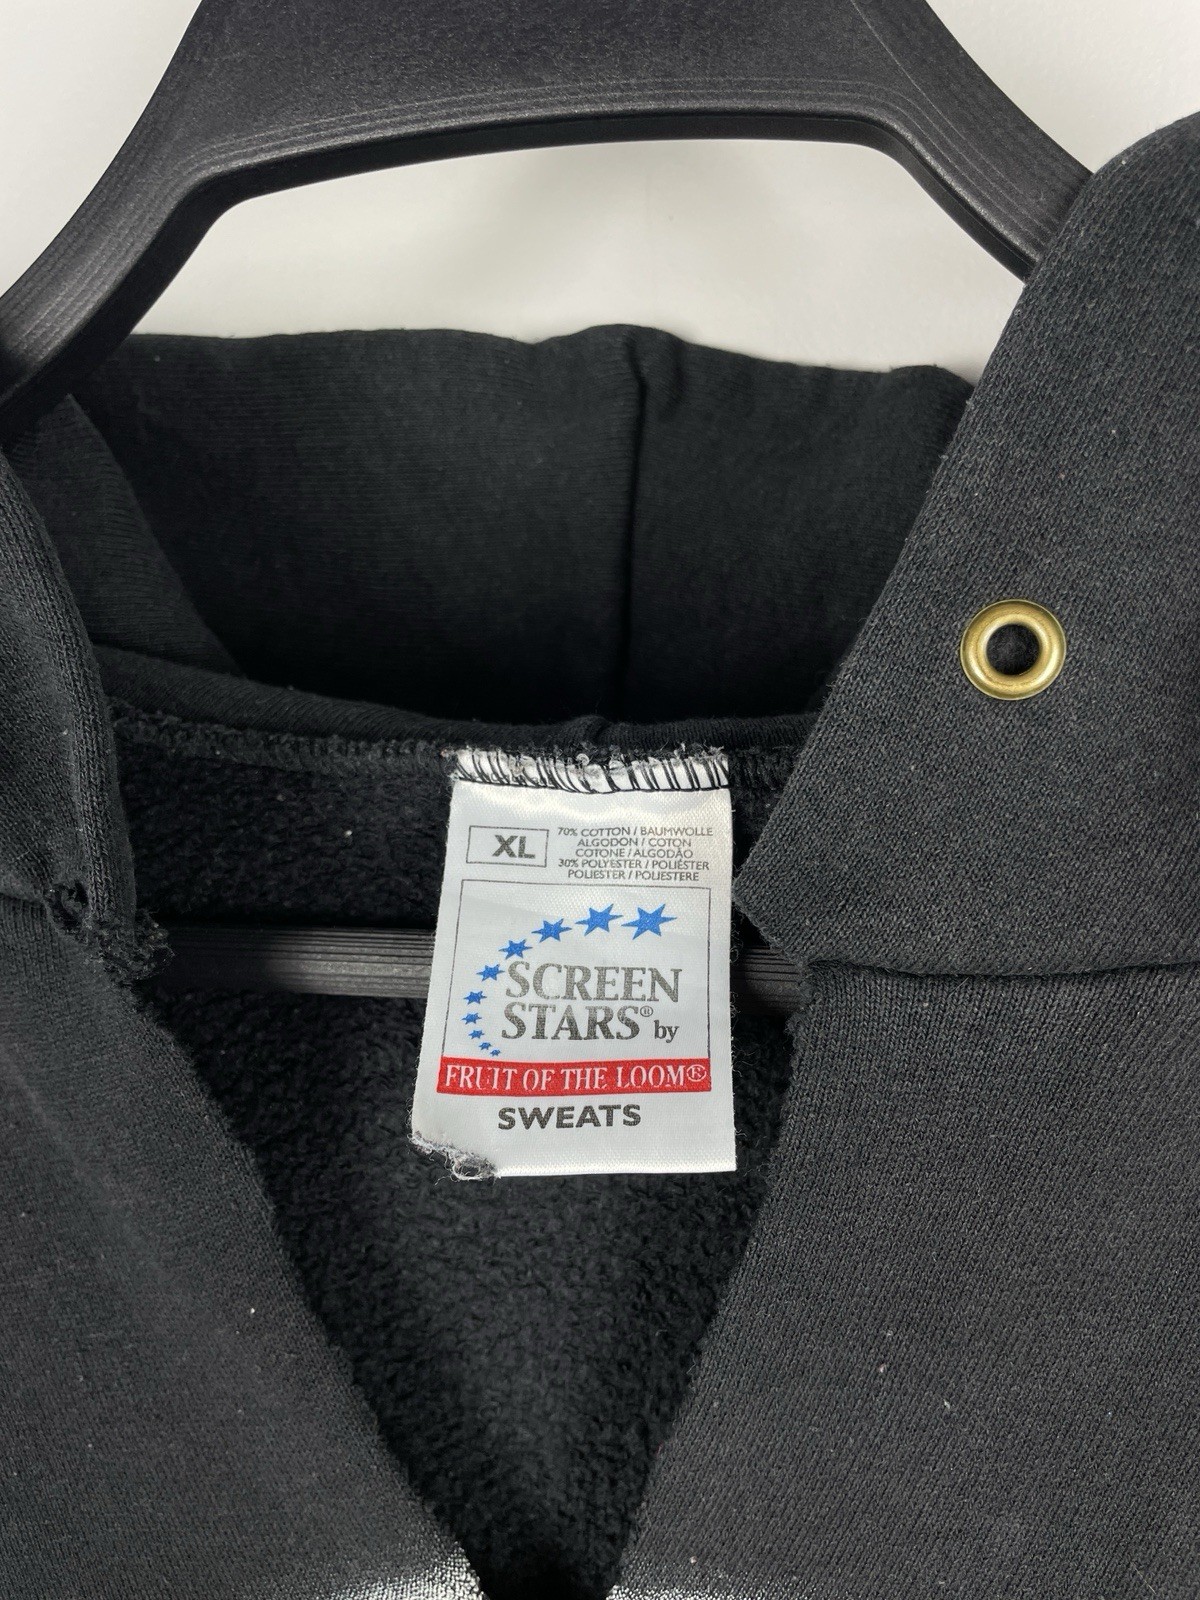 XL
70% COTTON / BAUMWOLLE
ALGODON / COTON
COTONE / ALGODÃO
30% POLYESTER / POLIÉSTER
POLIESTER / POLIESTERE
SCREEN
STARS® by
FRUIT OF THE LOOM®
SWEATS